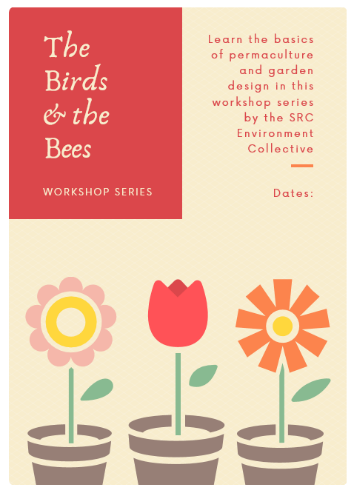 The
Birds
& the
Bees
WORKSHOP SERIES
Learn the basics
of permaculture
and garden
design in this
workshop series
by the SRC
Environment
Collective
Dates: